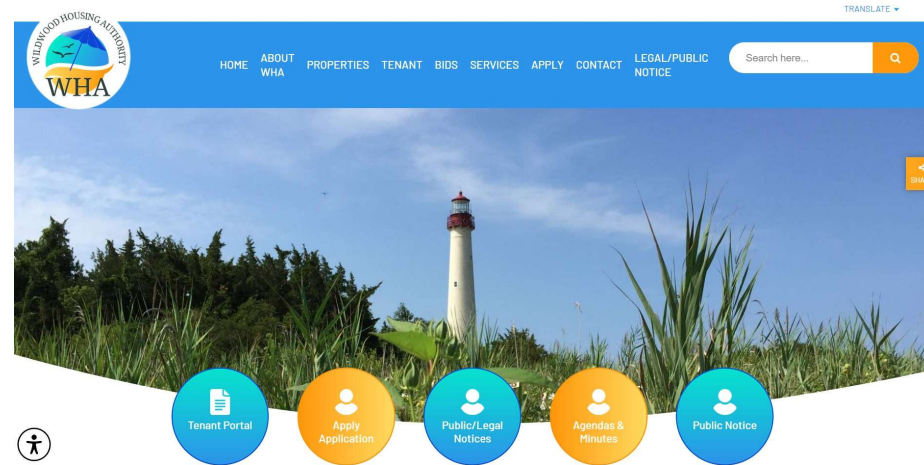 TRANSLATE
WILDWOOD HOUSING AUTHORITY
WHA
HOME
ABOUT
WHA
PROPERTIES
TENANT
BIDS
SERVICES
APPLY
CONTACT
LEGAL/PUBLIC
NOTICE
Search here...
Tenant Portal
Apply
Application
Public/Legal
Notices
Agendas &
Minutes
Public Notice